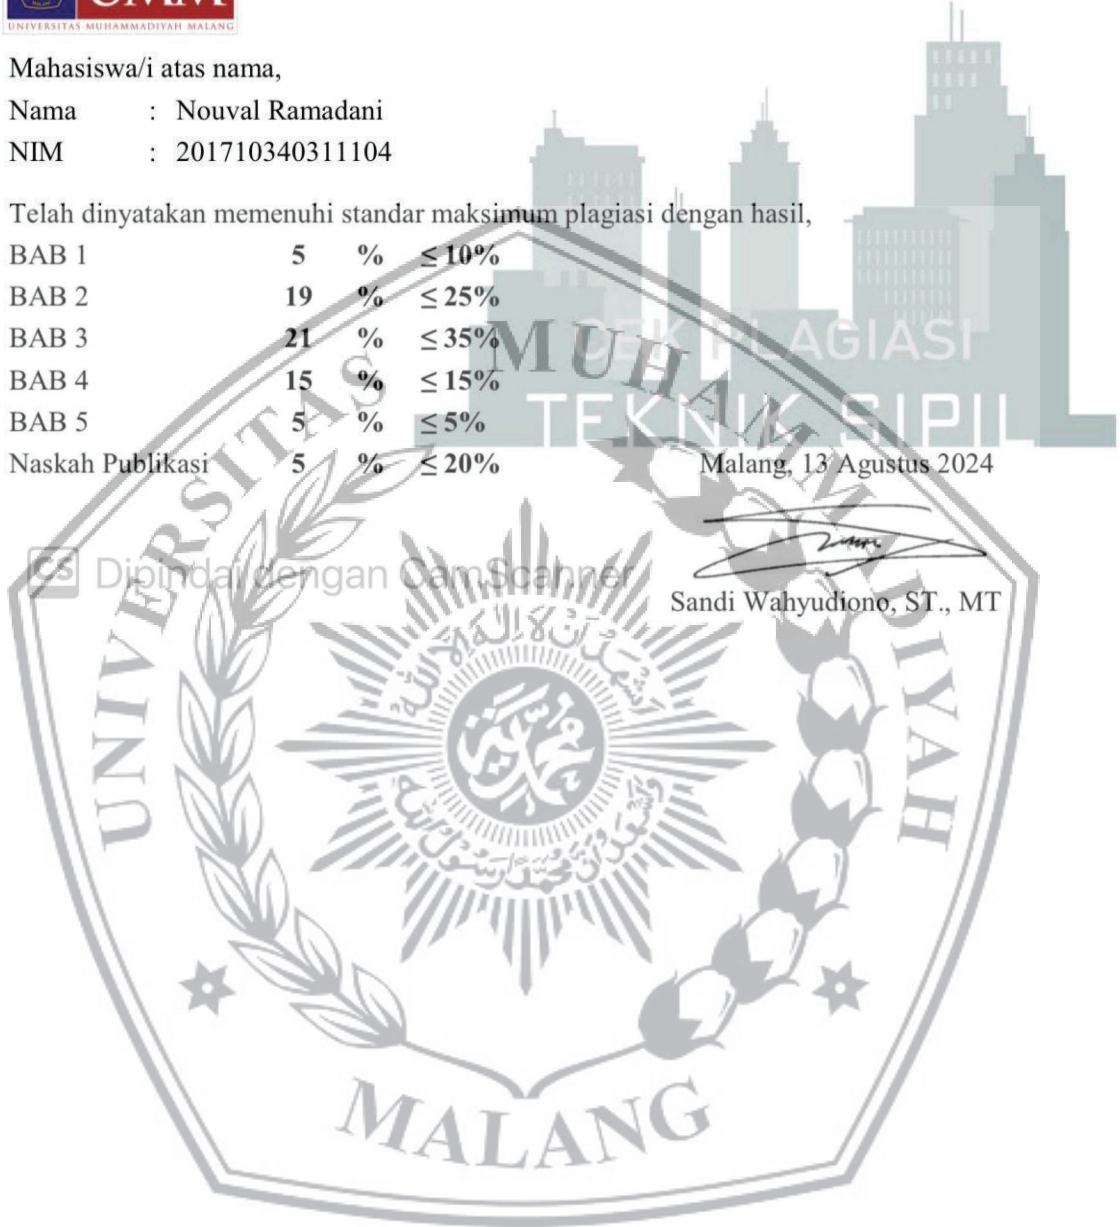 UMM
UNIVERSITAS MUHAMMADIYAH MALANG
Mahasiswa/i atas nama,
Nama : Nouval Ramadani
NIM : 201710340311104
Telah dinyatakan memenuhi standar maksimum plagiasi dengan hasil,
BAB 1 5 % ≤ 10%
BAB 2 19 % ≤ 25%
BAB 3 21 % ≤ 35%
BAB 4 15 % ≤ 15%
BAB 5 5 % ≤ 5%
Naskah Publikasi 5 % ≤ 20%
CEK PLAGIASI
TEKNIK SIPIL
Malang, 13 Agustus 2024
Sandi Wahyudiono, ST., MT
CS Dipindai dengan CamScanner
UNIVERSITAS MUHAMMADIYAH
MALANG